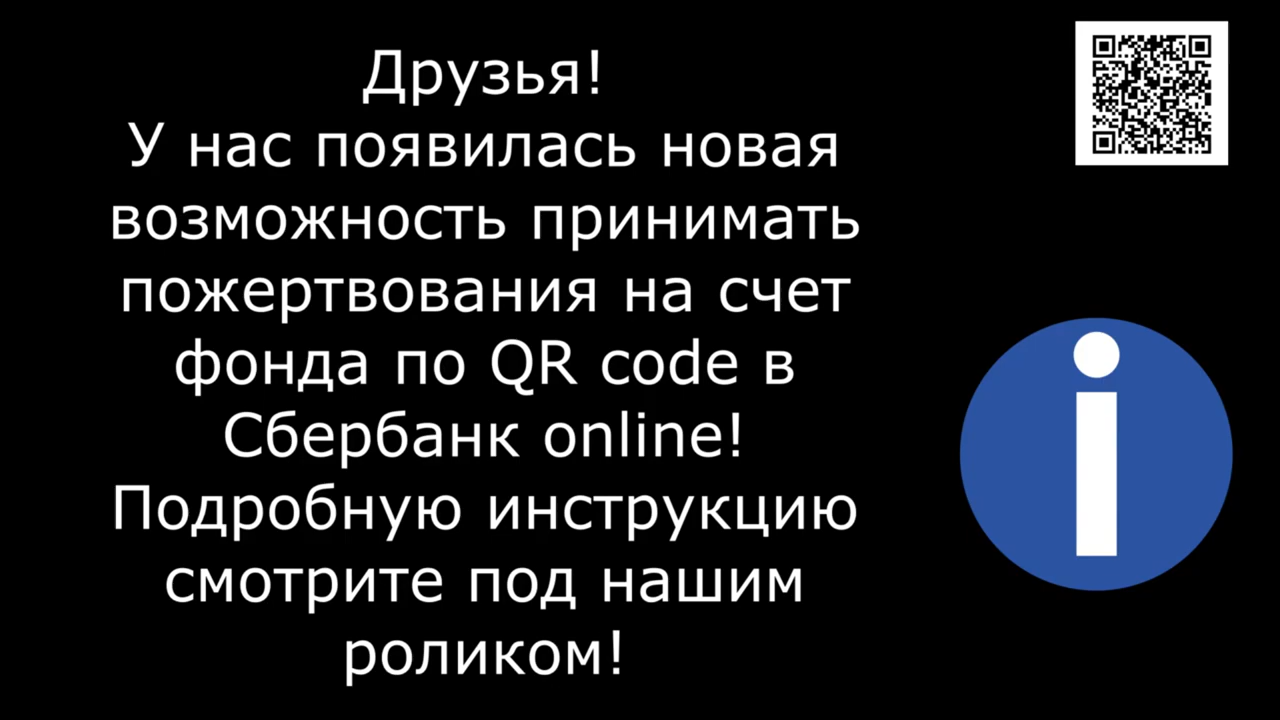 Друзья!
У нас появилась новая
возможность принимать
пожертвования на счет
фонда по QR code в
Сбербанк online!
Подробную инструкцию
смотрите под нашим
роликом!